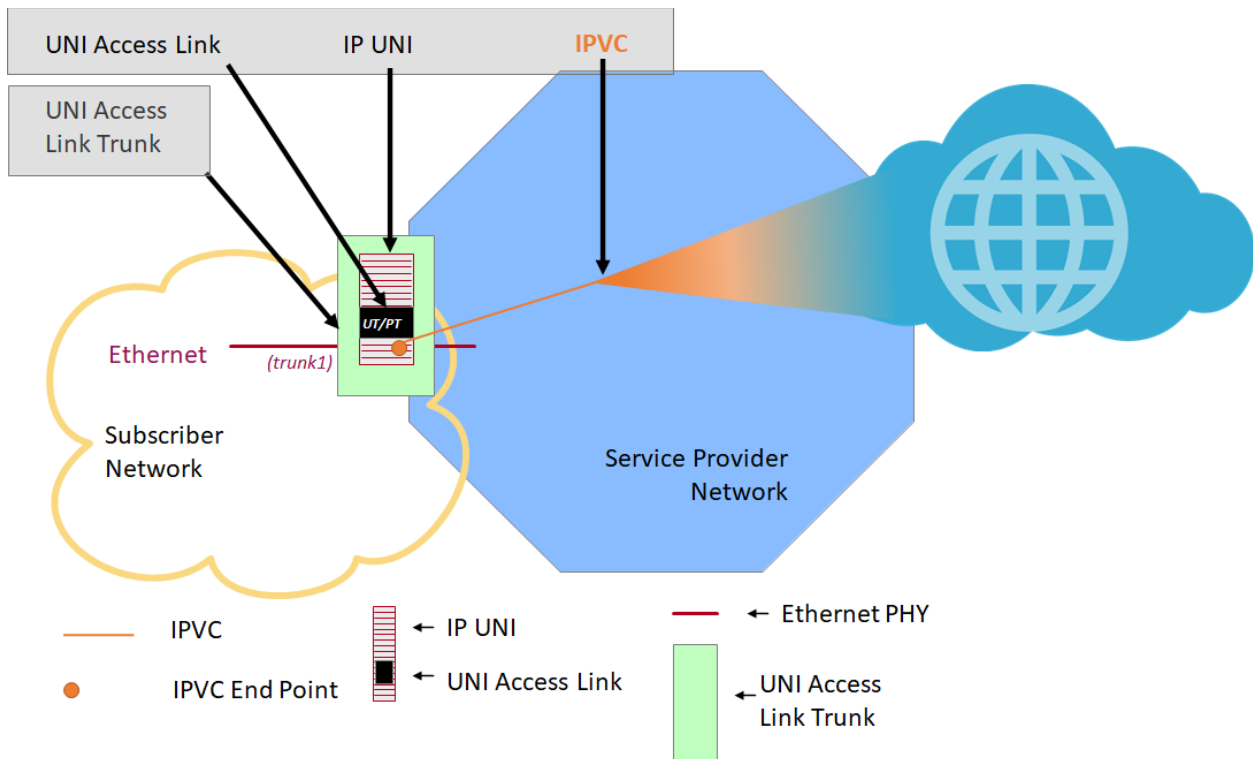 UNI Access Link
IP UNI
IPVC
UNI Access
Link Trunk
UT/PT
Ethernet
(trunk1)
Subscriber
Network
Service Provider
Network
IPVC
IPVC End Point
IP UNI
UNI Access Link
Ethernet PHY
UNI Access
Link Trunk